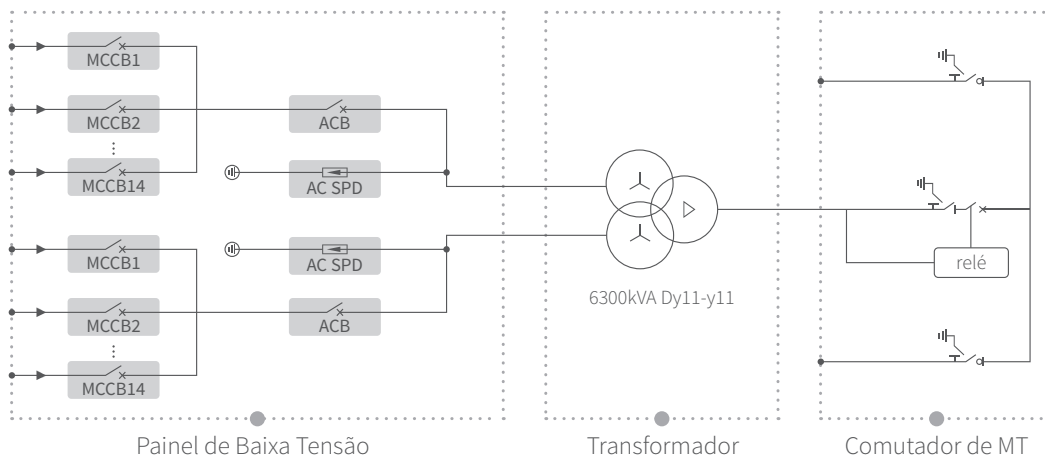 MCCB1
MCCB2
MCCB14
ACB
AC SPD
MCCB1
MCCB2
MCCB14
AC SPD
ACB
6300kVA Dy11-y11
relé
Painel de Baixa Tensão
Transformador
Comutador de MT